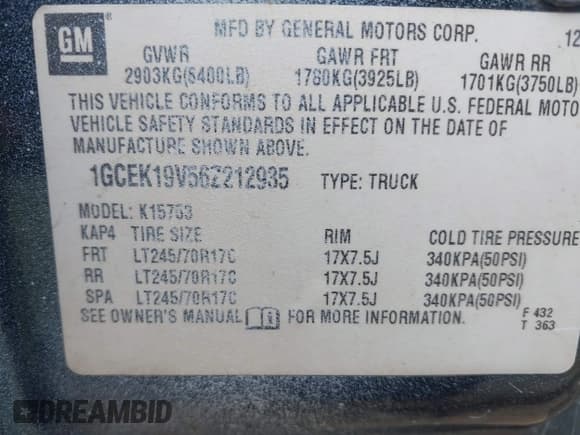 GM ®
MFD BY GENERAL MOTORS CORP. 12
GVWR GAWR FRT GAWR RR
2903KG(6400LB) 1780KG(3925LB) 1701KG(3750LB)
THIS VEHICLE CONFORMS TO ALL APPLICABLE U.S. FEDERAL MOTO
VEHICLE SAFETY STANDARDS IN EFFECT ON THE DATE OF
MANUFACTURE SHOWN ABOVE.
1GCEK19V56Z212935 TYPE: TRUCK
MODEL: K15753
KAP4 TIRE SIZE RIM COLD TIRE PRESSURE
FRT LT245/70R17C 17X7.5J 340KPA(50PSI)
RR LT245/70R17C 17X7.5J 340KPA(50PSI)
SPA LT245/70R17C 17X7.5J 340KPA(50PSI)
SEE OWNER'S MANUAL FOR MORE INFORMATION.
F 432
T 363
DREAMBID